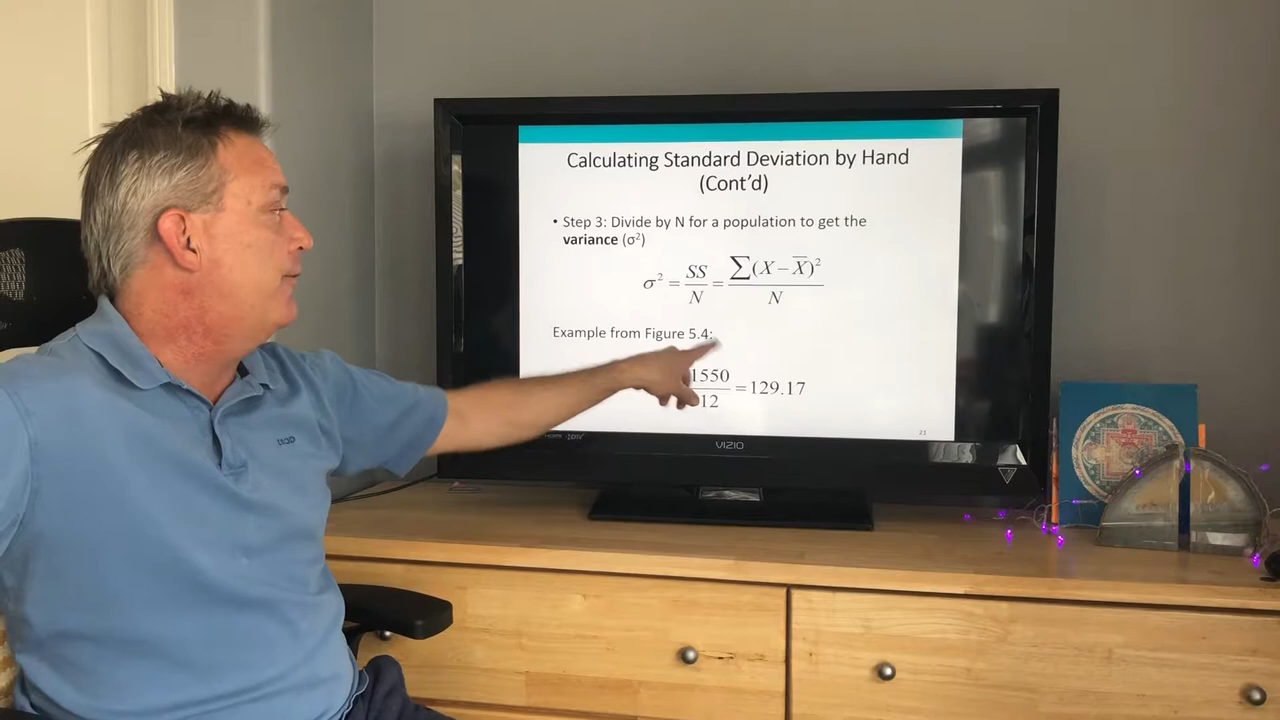 Calculating Standard Deviation by Hand
(Cont'd)
• Step 3: Divide by N for a population to get the
variance (σ²)
σ² = SS/N = ∑(X – X̅)²/N
Example from Figure 5.4:
1550/12 = 129.17
21
VIZIO